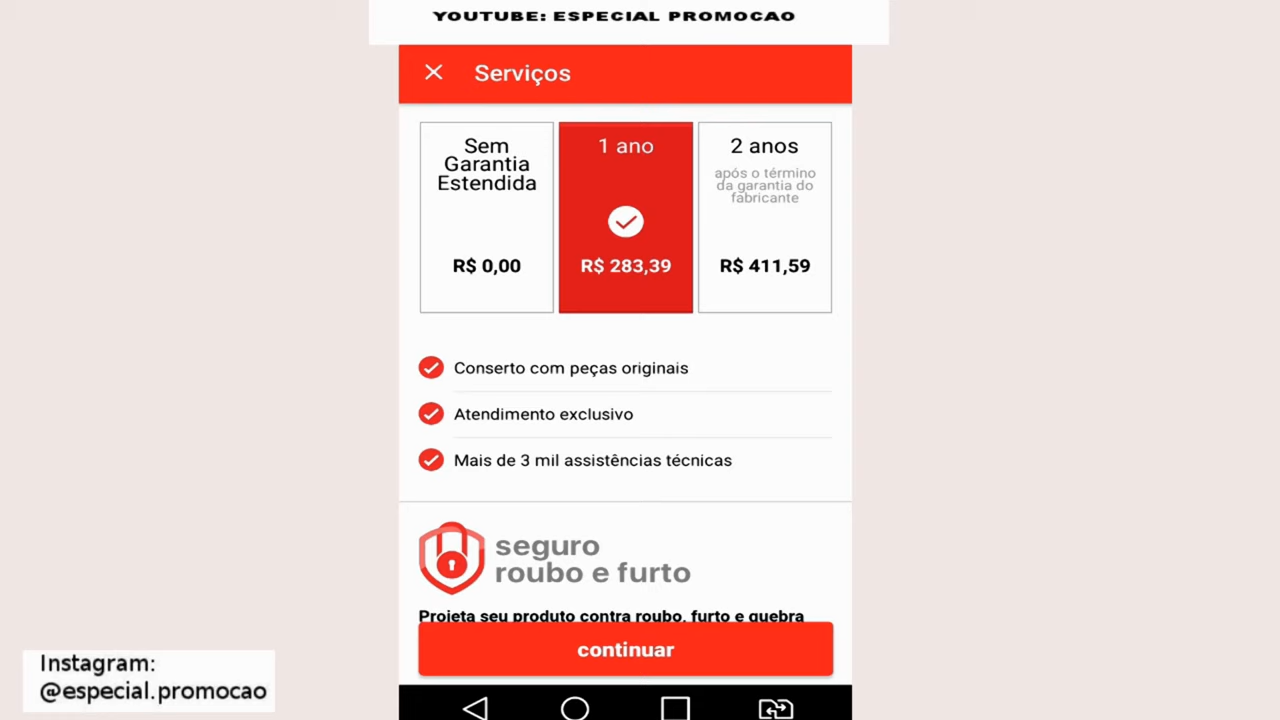 YOUTUBE: ESPECIAL PROMOCAO
Serviços
Sem
Garantia
Estendida
R$ 0,00
1 ano
R$ 283,39
2 anos
após o término
da garantia do
fabricante
R$ 411,59
Conserto com peças originais
Atendimento exclusivo
Mais de 3 mil assistências técnicas
seguro
roubo e furto
Proteja seu produto contra roubo, furto e quebra
continuar
Instagram:
@especial.promocao